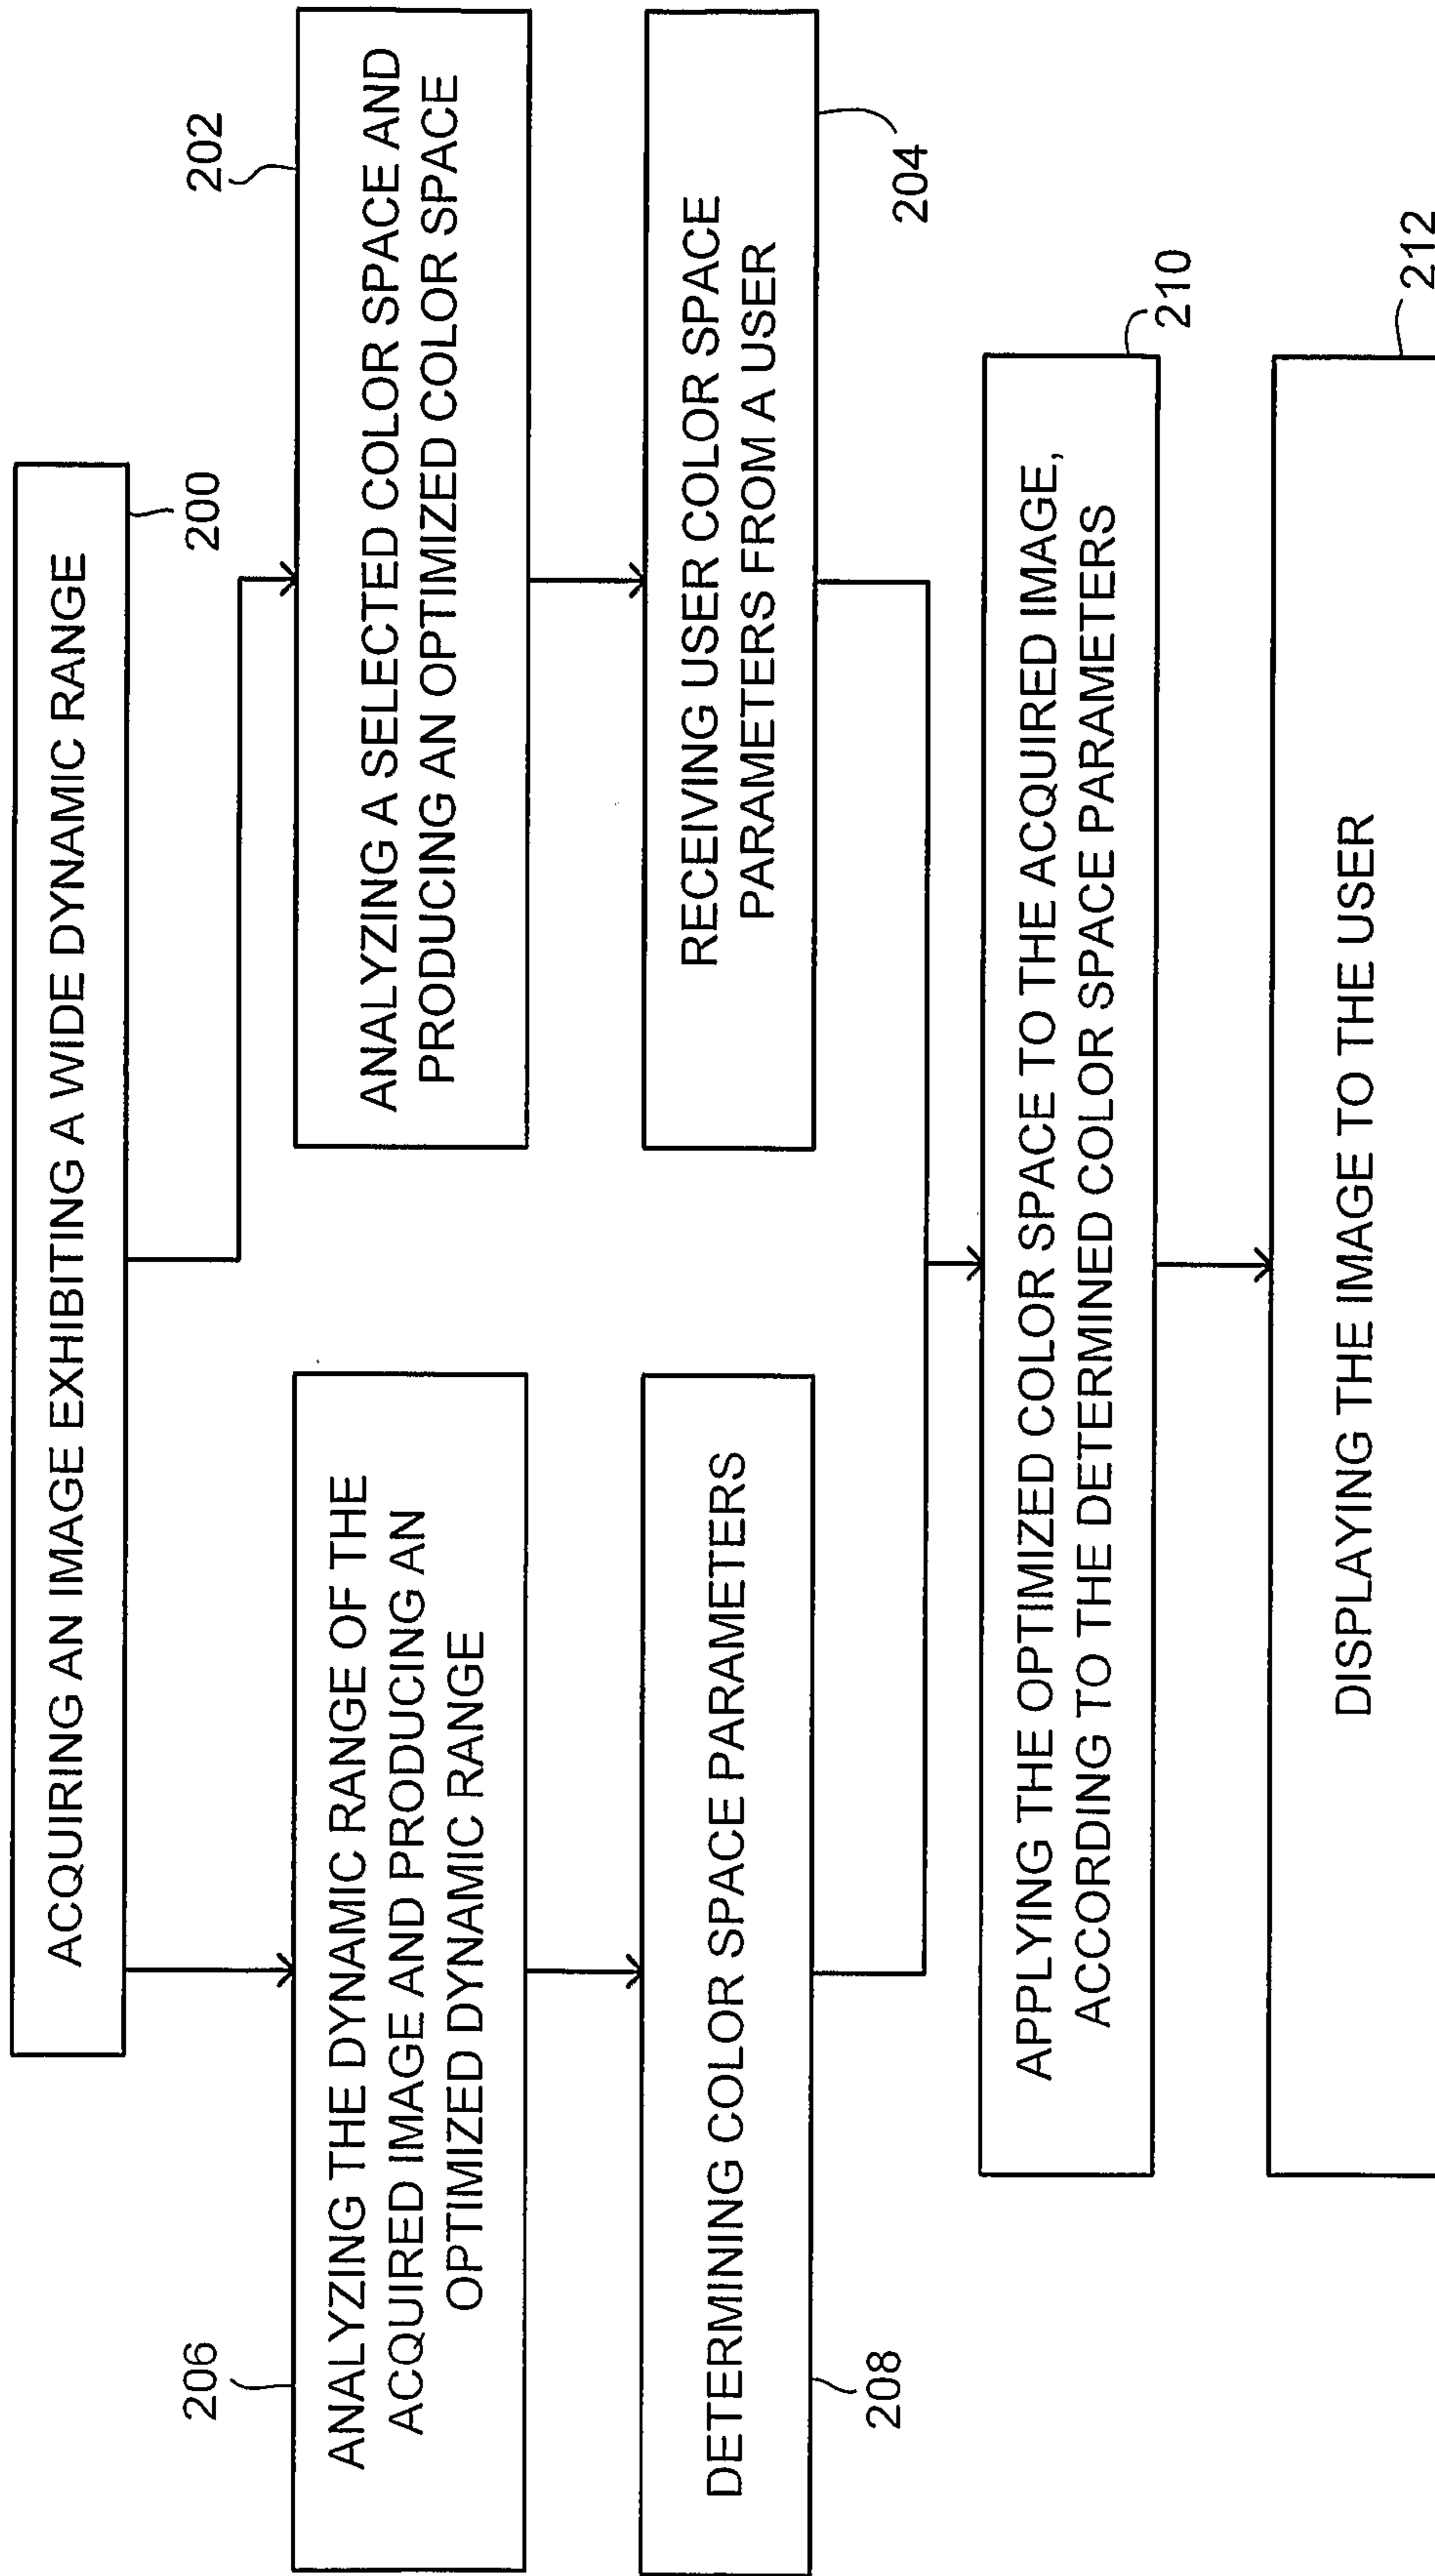 ACQUIRING AN IMAGE EXHIBITING A WIDE DYNAMIC RANGE
200
206
ANALYZING THE DYNAMIC RANGE OF THE
ACQUIRED IMAGE AND PRODUCING AN
OPTIMIZED DYNAMIC RANGE
202
ANALYZING A SELECTED COLOR SPACE AND
PRODUCING AN OPTIMIZED COLOR SPACE
DETERMINING COLOR SPACE PARAMETERS
208
RECEIVING USER COLOR SPACE
PARAMETERS FROM A USER
204
APPLYING THE OPTIMIZED COLOR SPACE TO THE ACQUIRED IMAGE,
ACCORDING TO THE DETERMINED COLOR SPACE PARAMETERS
210
DISPLAYING THE IMAGE TO THE USER
212